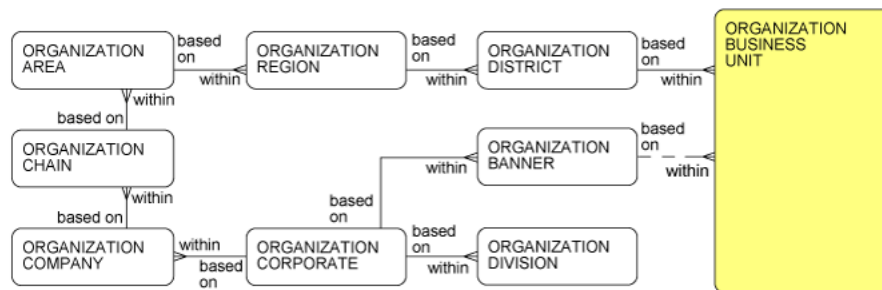 ORGANIZATION
AREA
based
on
within
ORGANIZATION
REGION
based
on
within
ORGANIZATION
DISTRICT
based
on
within
ORGANIZATION
BUSINESS
UNIT
within
based on
ORGANIZATION
CHAIN
within
based on
ORGANIZATION
COMPANY
within
based
on
ORGANIZATION
CORPORATE
based
on
within
ORGANIZATION
BANNER
based
on
within
based
on
within
ORGANIZATION
DIVISION